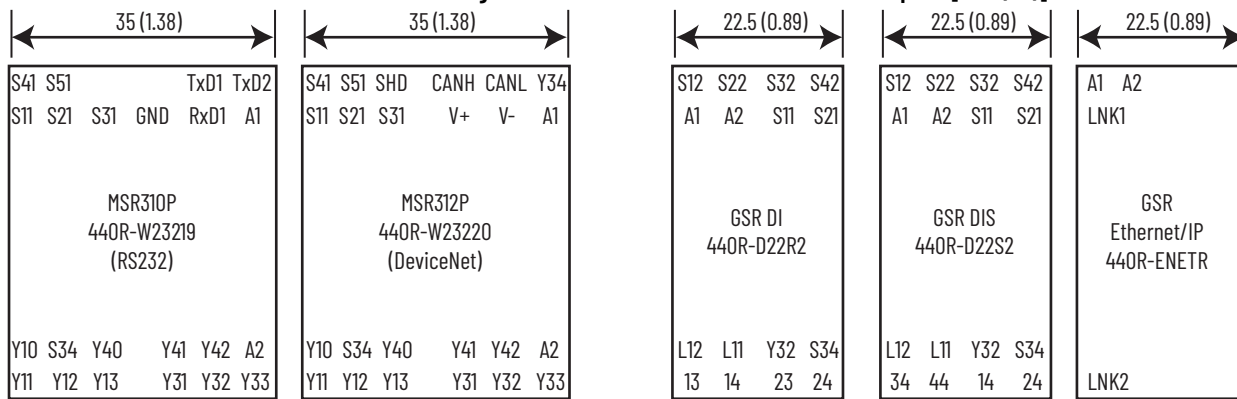 35 (1.38)
35 (1.38)
22.5 (0.89)
22.5 (0.89)
22.5 (0.89)
S41 S51 TxD1 TxD2
S11 S21 S31 GND RxD1 A1
MSR310P
440R-W23219
(RS232)
Y10 S34 Y40 Y41 Y42 A2
Y11 Y12 Y13 Y31 Y32 Y33
S41 S51 SHD CANH CANL Y34
S11 S21 S31 V+ V- A1
MSR312P
440R-W23220
(DeviceNet)
Y10 S34 Y40 Y41 Y42 A2
Y11 Y12 Y13 Y31 Y32 Y33
S12 S22 S32 S42
A1 A2 S11 S21
GSR DI
440R-D22R2
L12 L11 Y32 S34
13 14 23 24
S12 S22 S32 S42
A1 A2 S11 S21
GSR DIS
440R-D22S2
L12 L11 Y32 S34
34 44 14 24
A1 A2
LNK1
GSR
Ethernet/IP
440R-ENETR
LNK2